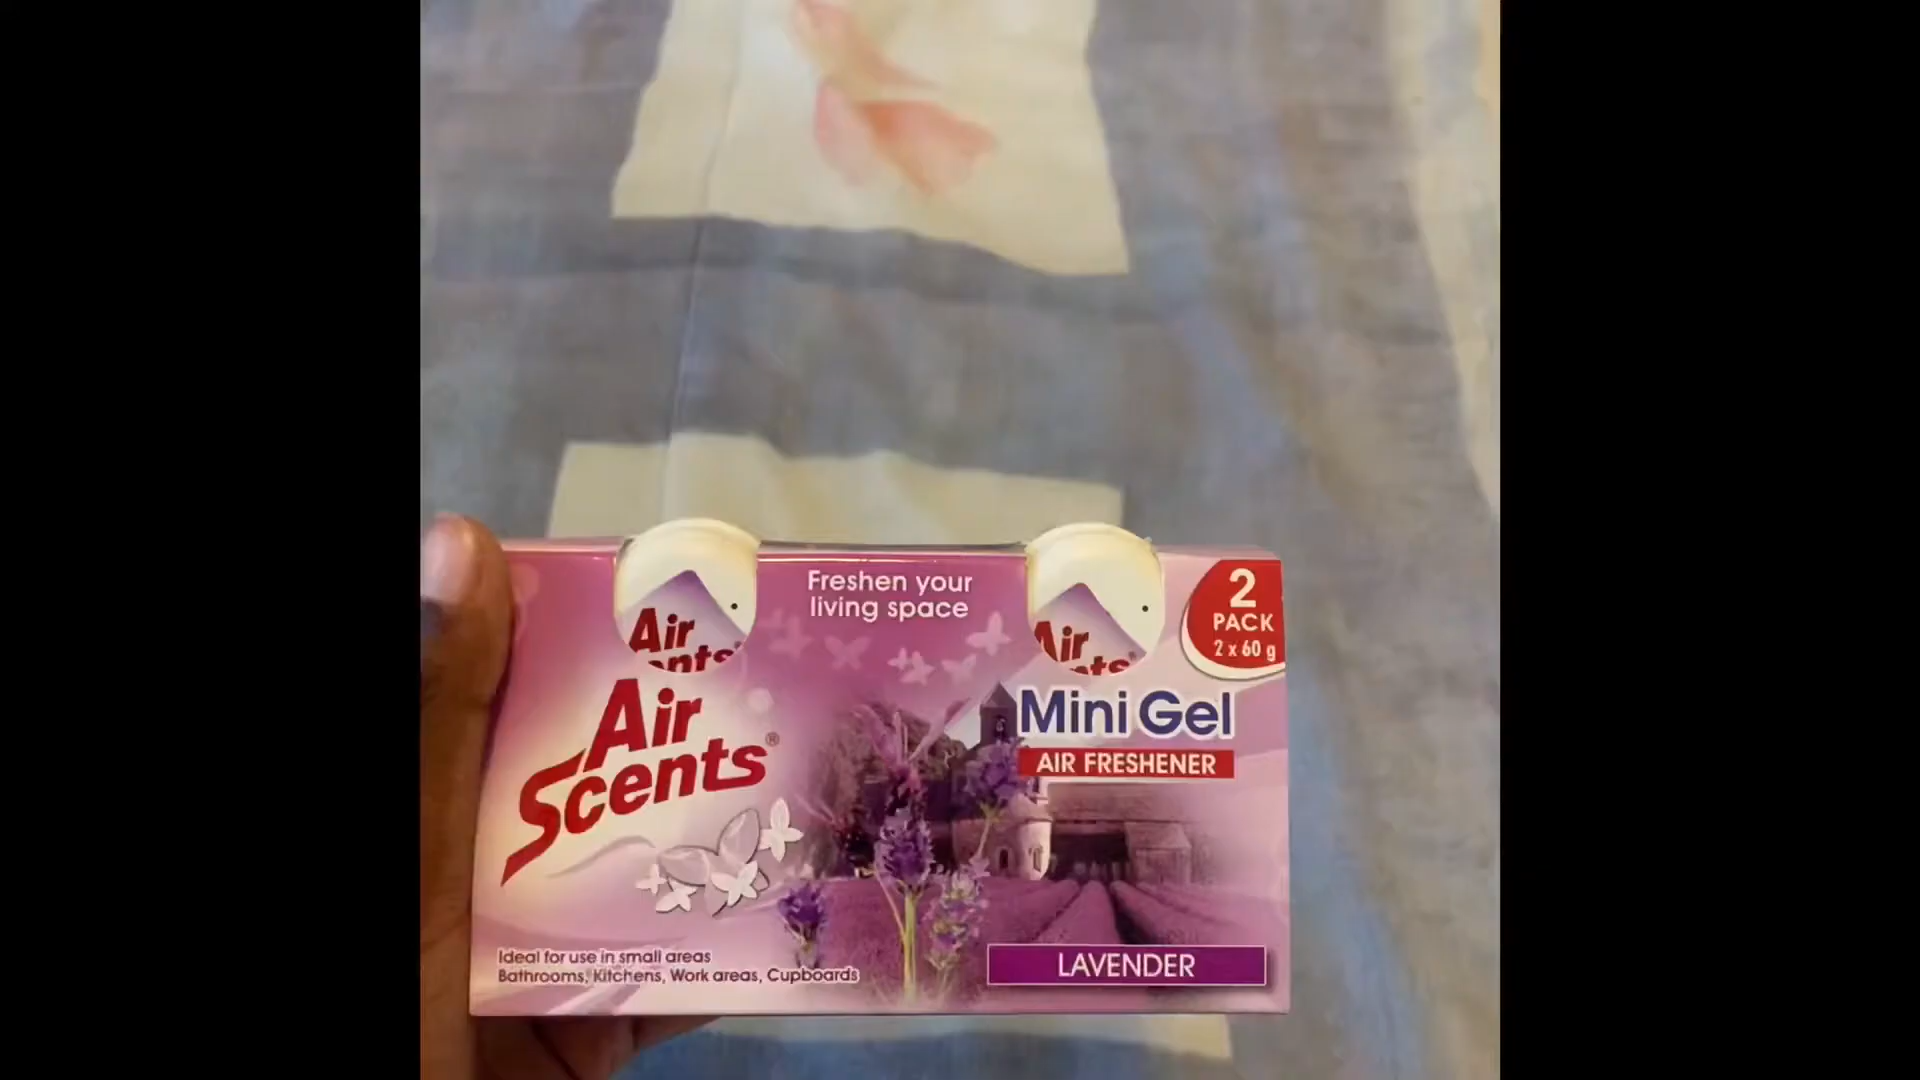 Freshen your
living space
2
PACK
2 x 60 g
Air
Air
Air
Scents®
Mini Gel
AIR FRESHENER
Ideal for use in small areas
Bathrooms, Kitchens, Work areas, Cupboards
LAVENDER